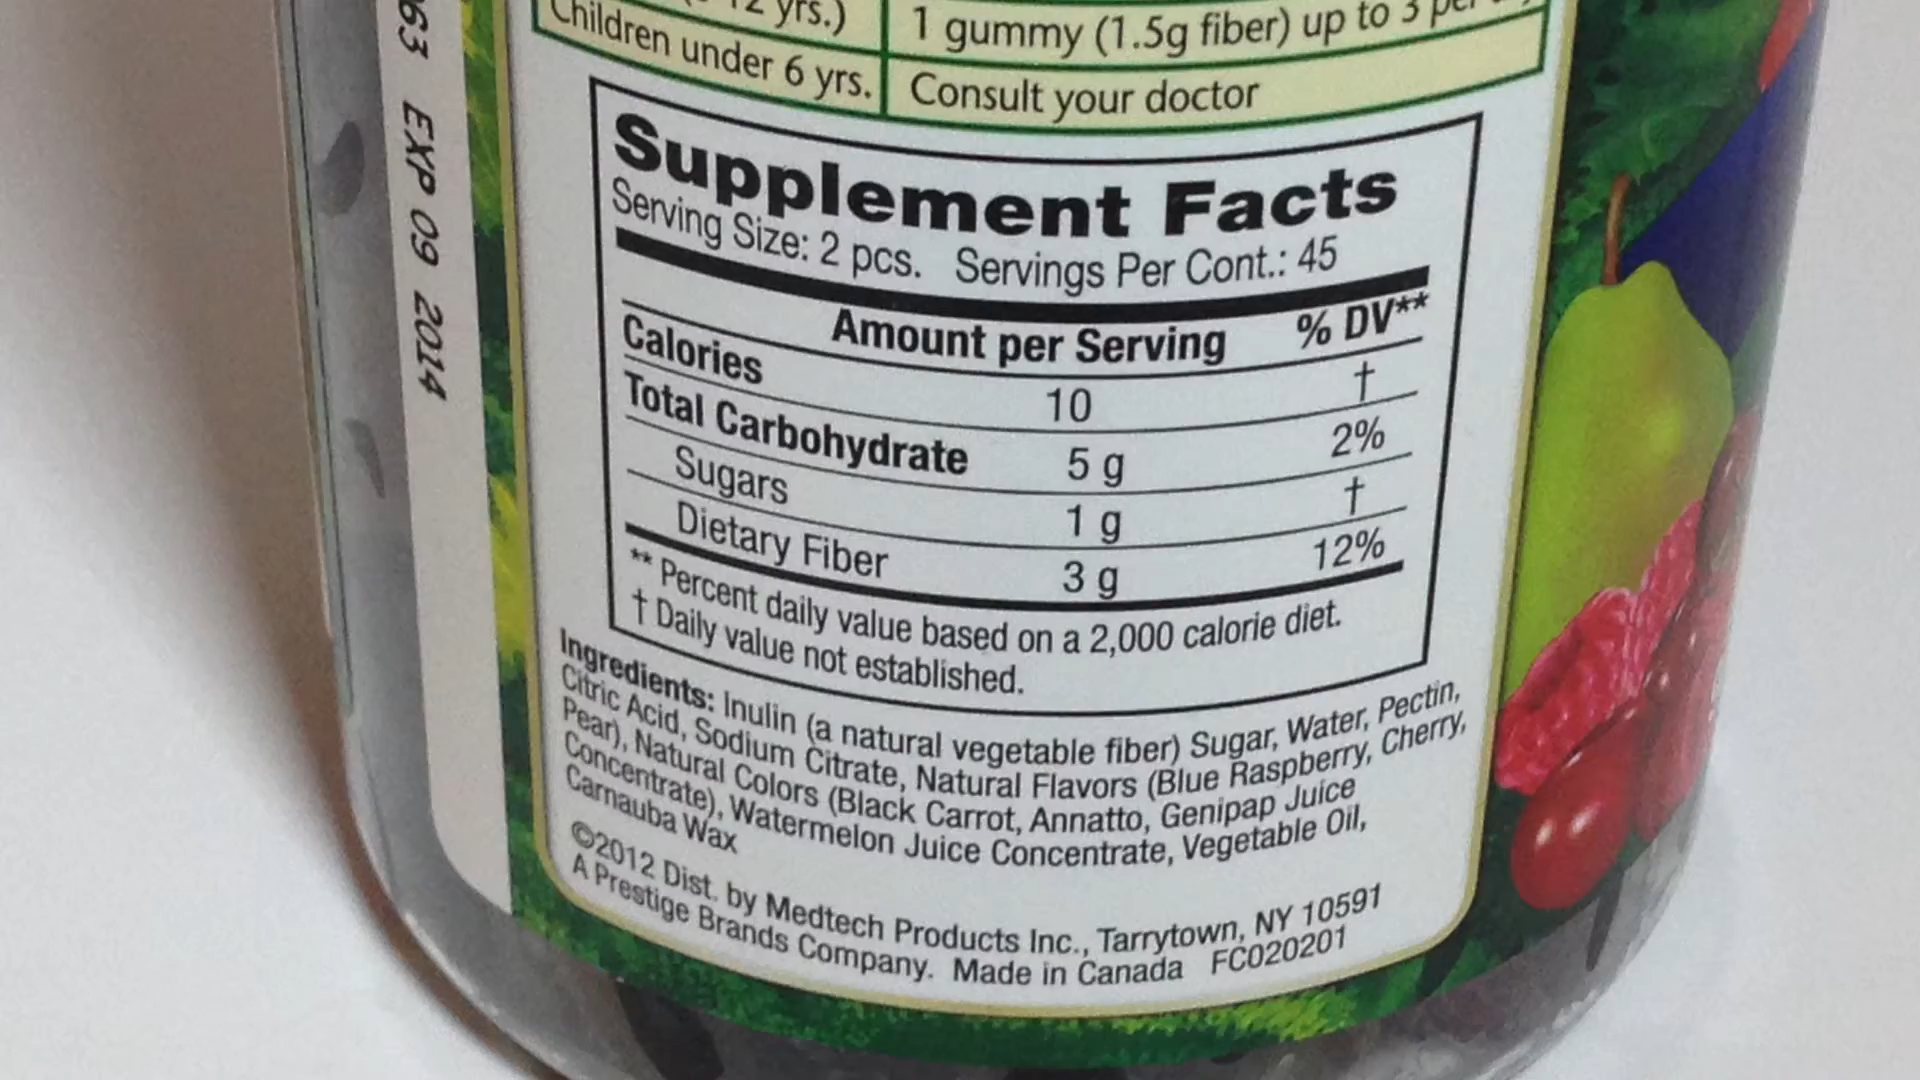 63 EXP 09 2014
12 yrs.) 1 gummy (1.5g fiber) up to 3
Children under 6 yrs. Consult your doctor
Supplement Facts
Serving Size: 2 pcs. Servings Per Cont.: 45
Amount per Serving % DV**
Calories 10 †
Total Carbohydrate 5 g 2%
Sugars 1 g †
Dietary Fiber 3 g 12%
** Percent daily value based on a 2,000 calorie diet.
† Daily value not established.
Ingredients: Inulin (a natural vegetable fiber) Sugar, Water, Pectin,
Citric Acid, Sodium Citrate, Natural Flavors (Blue Raspberry, Cherry,
Pear), Natural Colors (Black Carrot, Annatto, Genipap Juice
Concentrate), Watermelon Juice Concentrate, Vegetable Oil,
Carnauba Wax
©2012 Dist. by Medtech Products Inc., Tarrytown, NY 10591
A Prestige Brands Company. Made in Canada FC020201